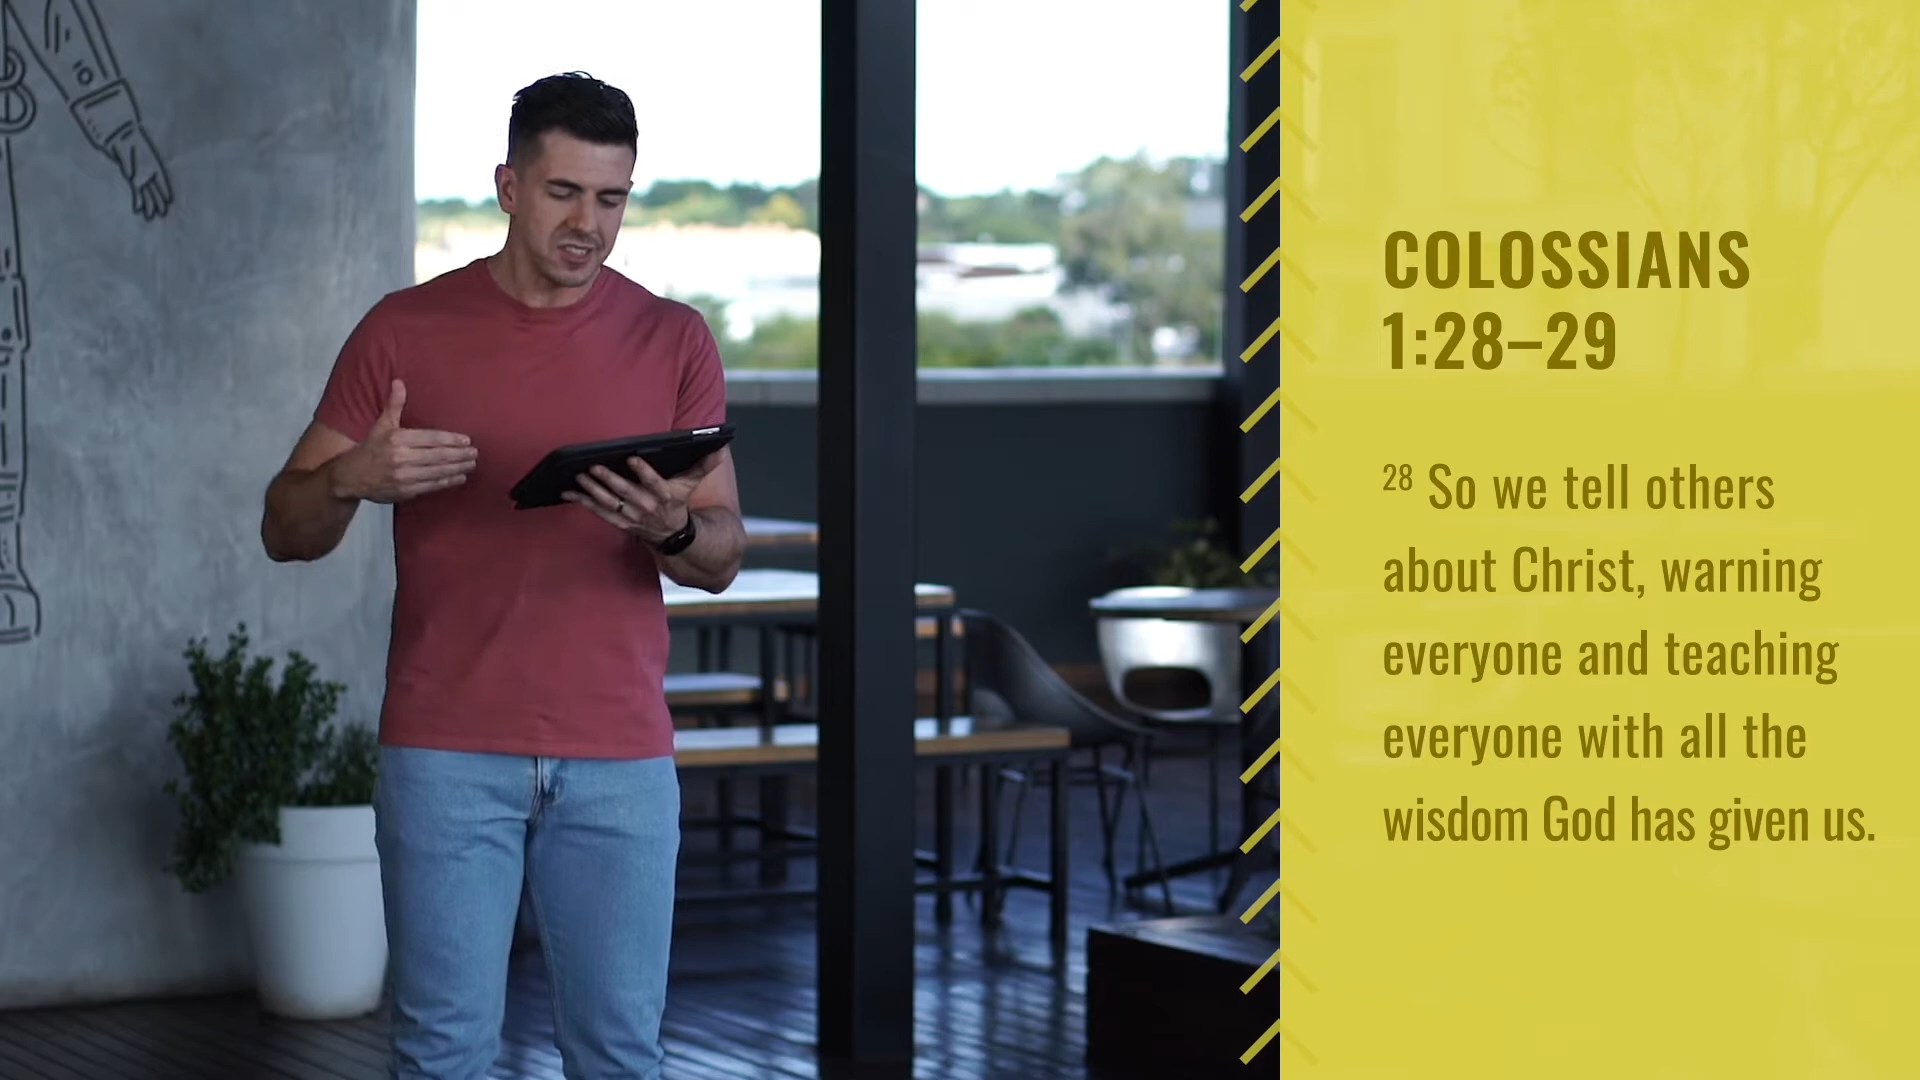 COLOSSIANS
1:28–29
28 So we tell others
about Christ, warning
everyone and teaching
everyone with all the
wisdom God has given us.